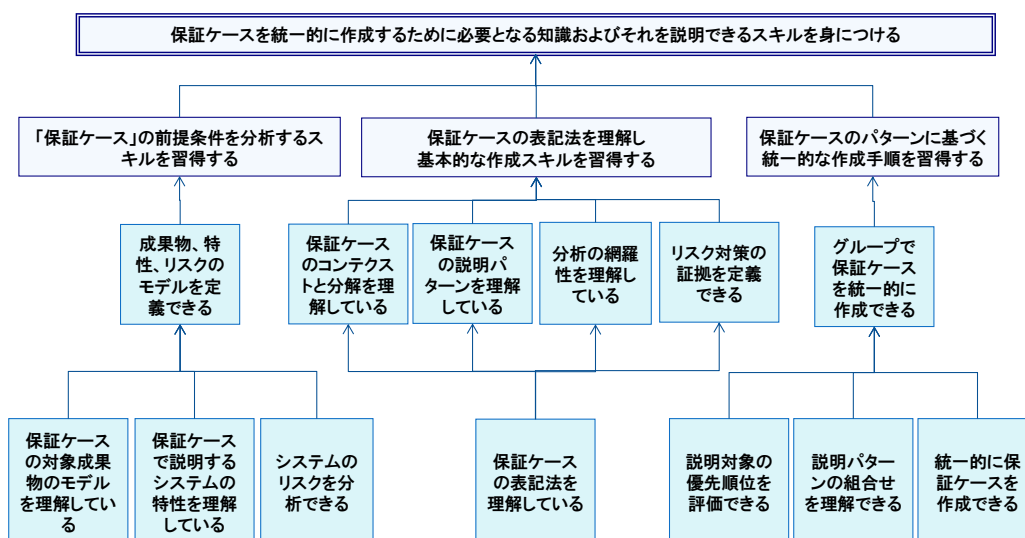 保証ケースを統一的に作成するために必要となる知識およびそれを説明できるスキルを身につける
「保証ケース」の前提条件を分析するス
キルを習得する
保証ケースの表記法を理解し
基本的な作成スキルを習得する
保証ケースのパターンに基づく
統一的な作成手順を習得する
成果物、特
性、リスクの
モデルを定
義できる
保証ケース
のコンテクス
トと分解を理
解している
保証ケース
の説明パ
ターンを理解
している
分析の網羅
性を理解し
ている
リスク対策の
証拠を定義
できる
グループで
保証ケース
を統一的に
作成できる
保証ケース
の対象成果
物のモデル
を理解してい
る
保証ケース
で説明する
システムの
特性を理解
している
システムの
リスクを分
析できる
保証ケース
の表記法を
理解している
説明対象の
優先順位を
評価できる
説明パター
ンの組合せ
を理解できる
統一的に保
証ケースを
作成できる